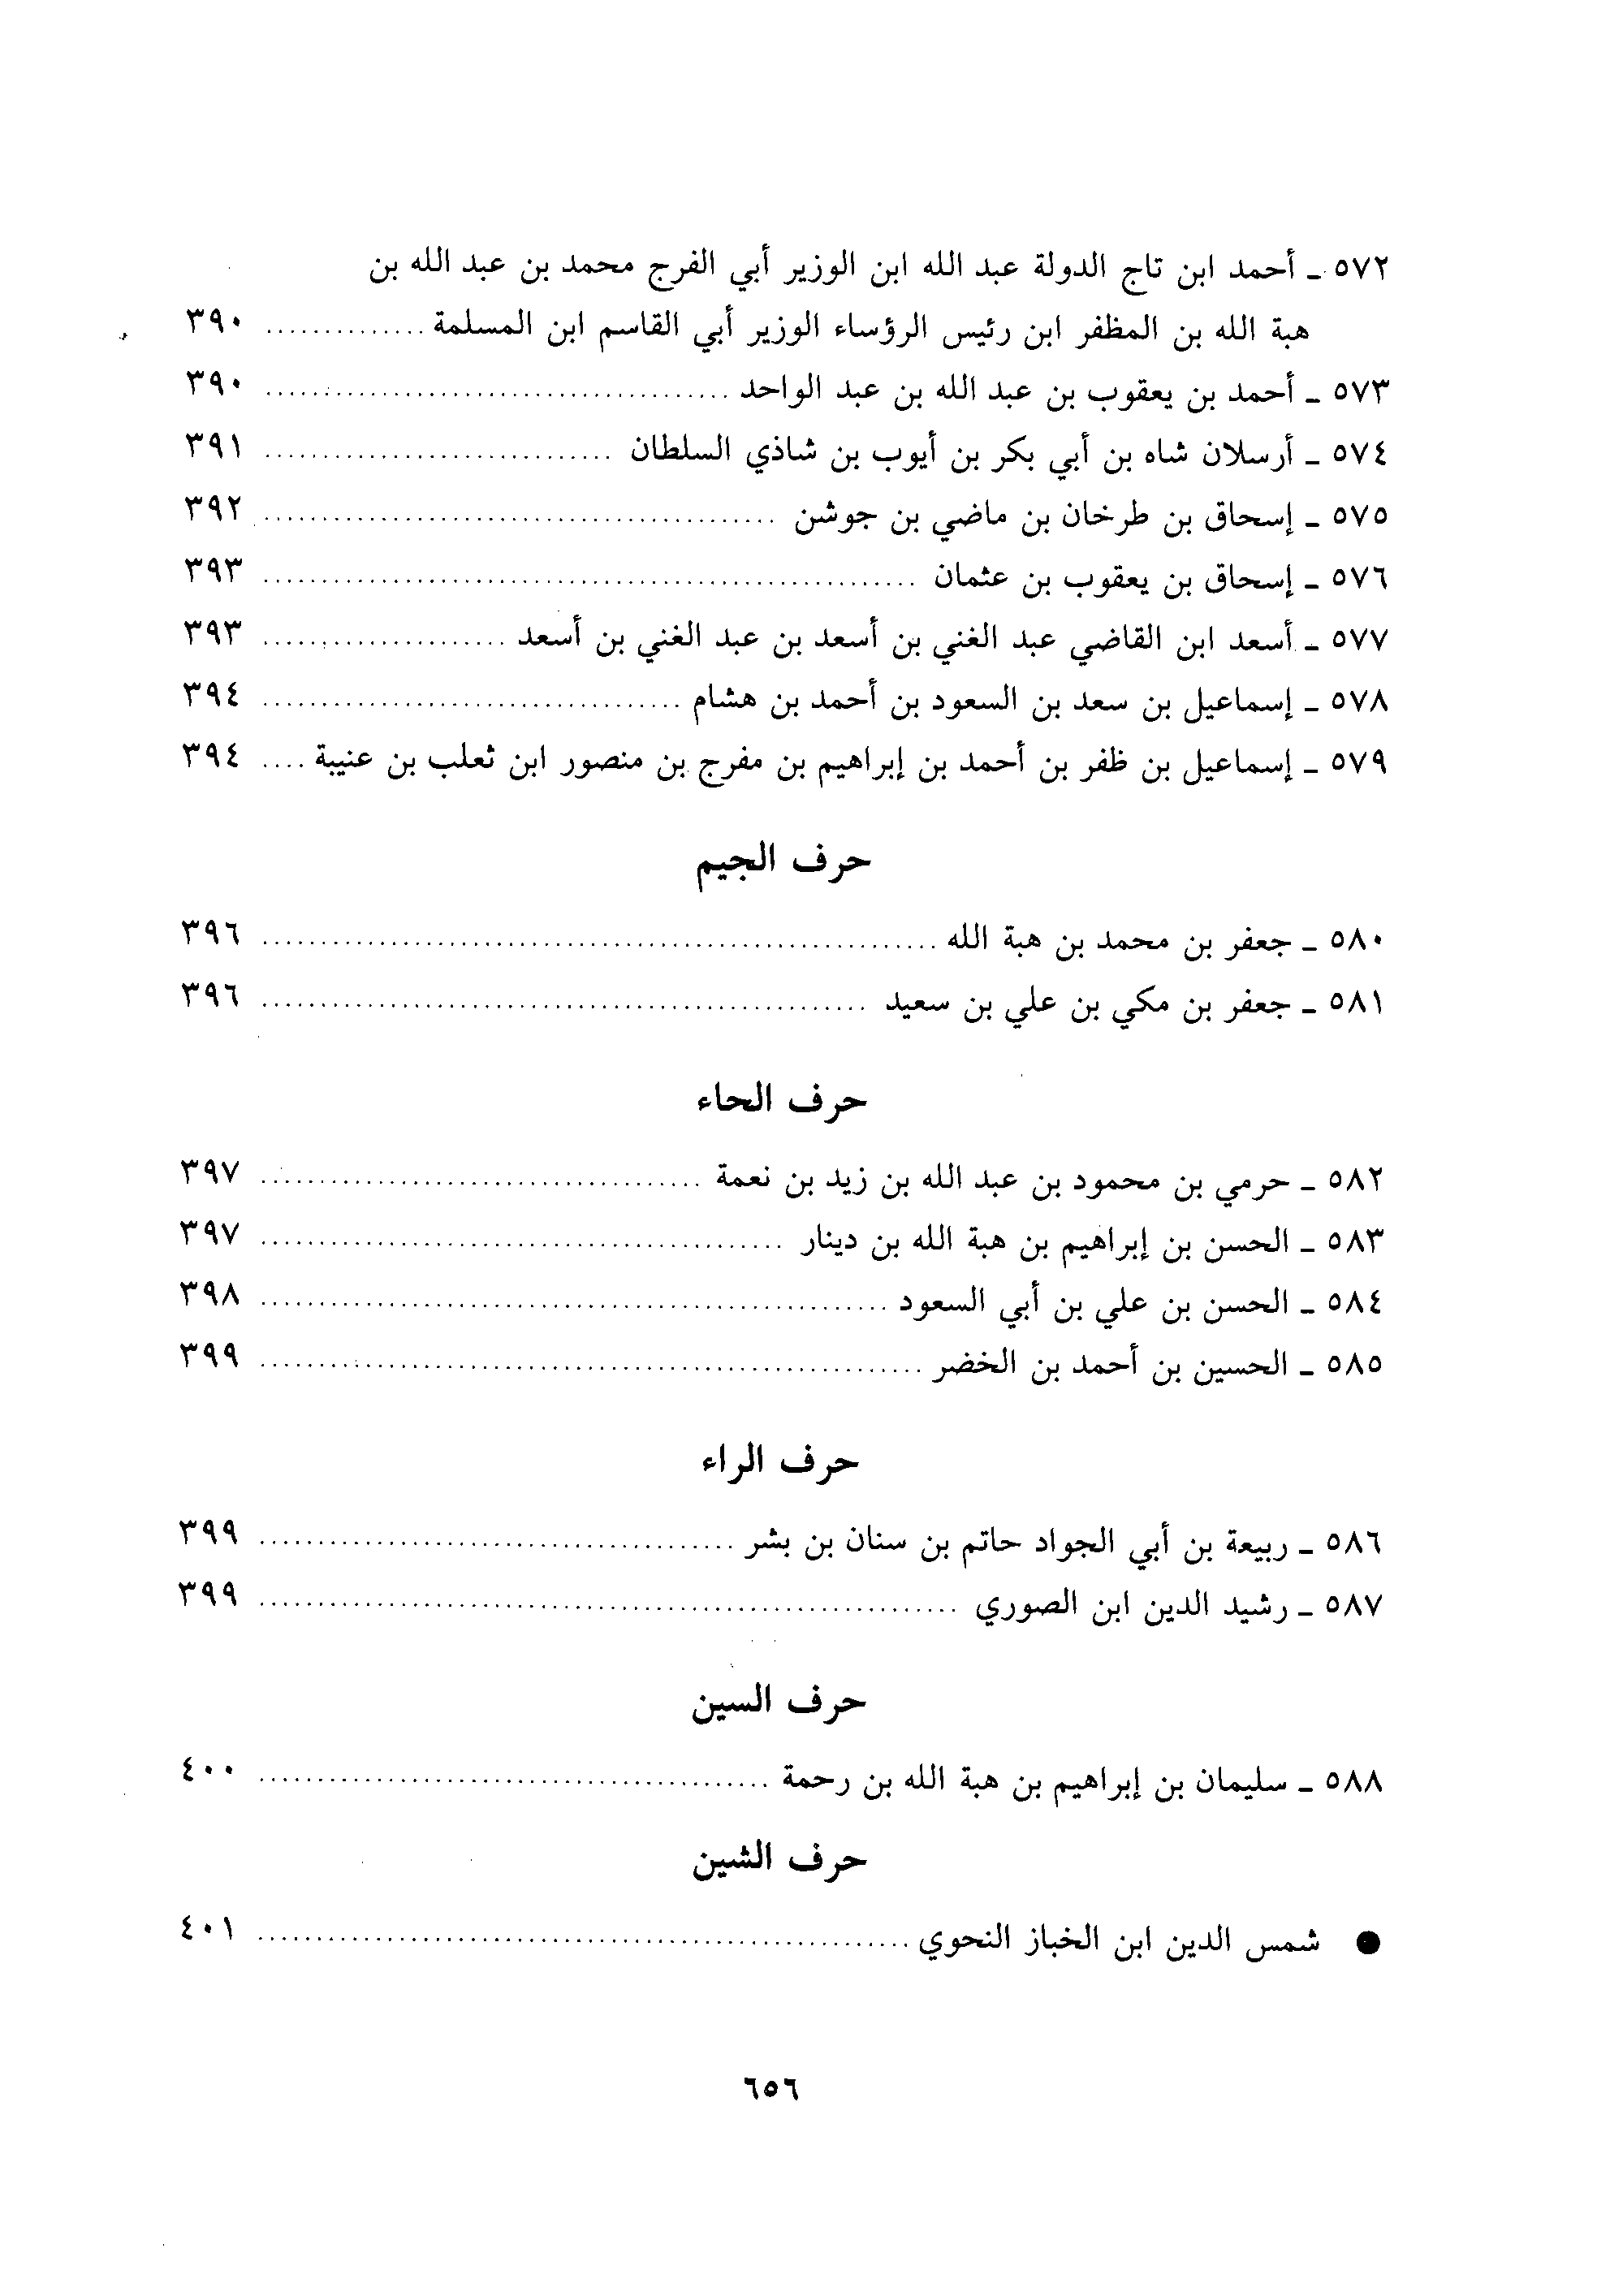 ٥٧٢ ـ أحمد ابن تاج الدولة عبد الله ابن الوزير أبي الفرج محمد بن عبد الله بن
هبة الله بن المظفر ابن رئيس الرؤساء الوزير أبي القاسم ابن المسلمة .............. ٣٩٠
٥٧٣ ـ أحمد بن يعقوب بن عبد الله بن عبد الواحد ........................................ ٣٩٠
٥٧٤ ـ أرسلان شاه بن أبي بكر بن أيوب بن شاذي السلطان .............................. ٣٩١
٥٧٥ ـ إسحاق بن طرخان بن ماضي بن جوشن ............................................ ٣٩٢
٥٧٦ ـ إسحاق بن يعقوب بن عثمان ........................................................ ٣٩٣
٥٧٧ ـ أسعد ابن القاضي عبد الغني بن أسعد بن عبد الغني بن أسعد ..................... ٣٩٣
٥٧٨ ـ إسماعيل بن سعد بن السعود بن أحمد بن هشام .................................... ٣٩٤
٥٧٩ ـ إسماعيل بن ظفر بن أحمد بن إبراهيم بن مفرج بن منصور ابن ثعلب بن عنيبة .... ٣٩٤
حرف الجيم
٥٨٠ ـ جعفر بن محمد بن هبة الله .......................................................... ٣٩٦
٥٨١ ـ جعفر بن مكي بن علي بن سعيد .................................................... ٣٩٦
حرف الحاء
٥٨٢ ـ حرمي بن محمود بن عبد الله بن زيد بن نعمة ...................................... ٣٩٧
٥٨٣ ـ الحسن بن إبراهيم بن هبة الله بن دينار ............................................. ٣٩٧
٥٨٤ ـ الحسن بن علي بن أبي السعود ...................................................... ٣٩٨
٥٨٥ ـ الحسين بن أحمد بن الخضر ......................................................... ٣٩٩
حرف الراء
٥٨٦ ـ ربيعة بن أبي الجواد حاتم بن سنان بن بشر ......................................... ٣٩٩
٥٨٧ ـ رشيد الدين ابن الصوري ............................................................ ٣٩٩
حرف السين
٥٨٨ ـ سليمان بن إبراهيم بن هبة الله بن رحمة ............................................ ٤٠٠
حرف الشين
● شمس الدين ابن الخباز النحوي ........................................................ ٤٠١
٦٥٦